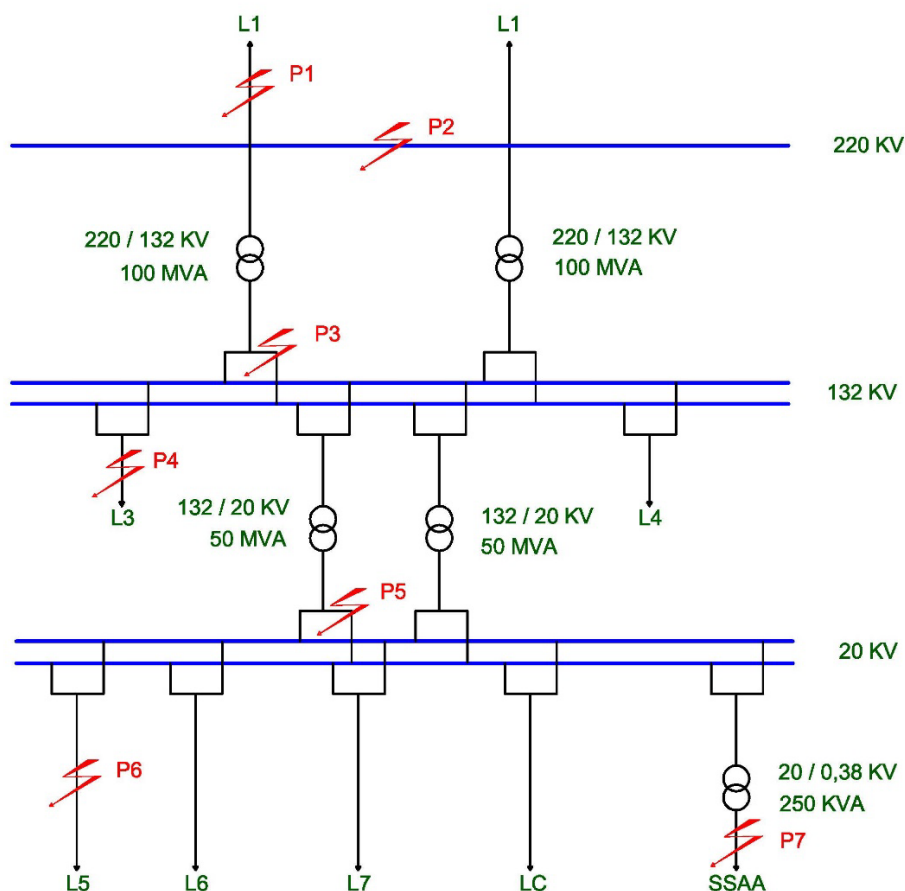 L1
L1
P1
P2
220 KV
220 / 132 KV
100 MVA
220 / 132 KV
100 MVA
P3
132 KV
P4
L3
132 / 20 KV
50 MVA
132 / 20 KV
50 MVA
L4
P5
20 KV
P6
20 / 0,38 KV
250 KVA
P7
L5
L6
L7
LC
SSAA